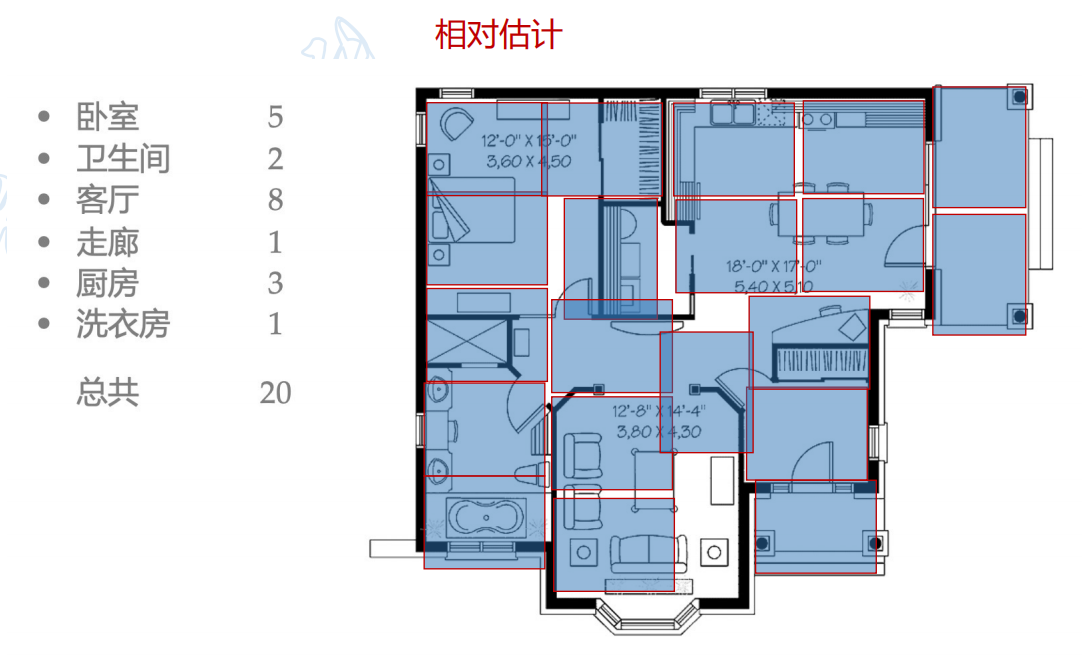 相对估计
• 卧室 5
• 卫生间 2
• 客厅 8
• 走廊 1
• 厨房 3
• 洗衣房 1
总共 20
12'-0" X 15'-0"
3,60 X 4,50
18'-0" X 17'-0"
5,40 X 5,10
12'-8" X 14'-4"
3,80 X 4,30